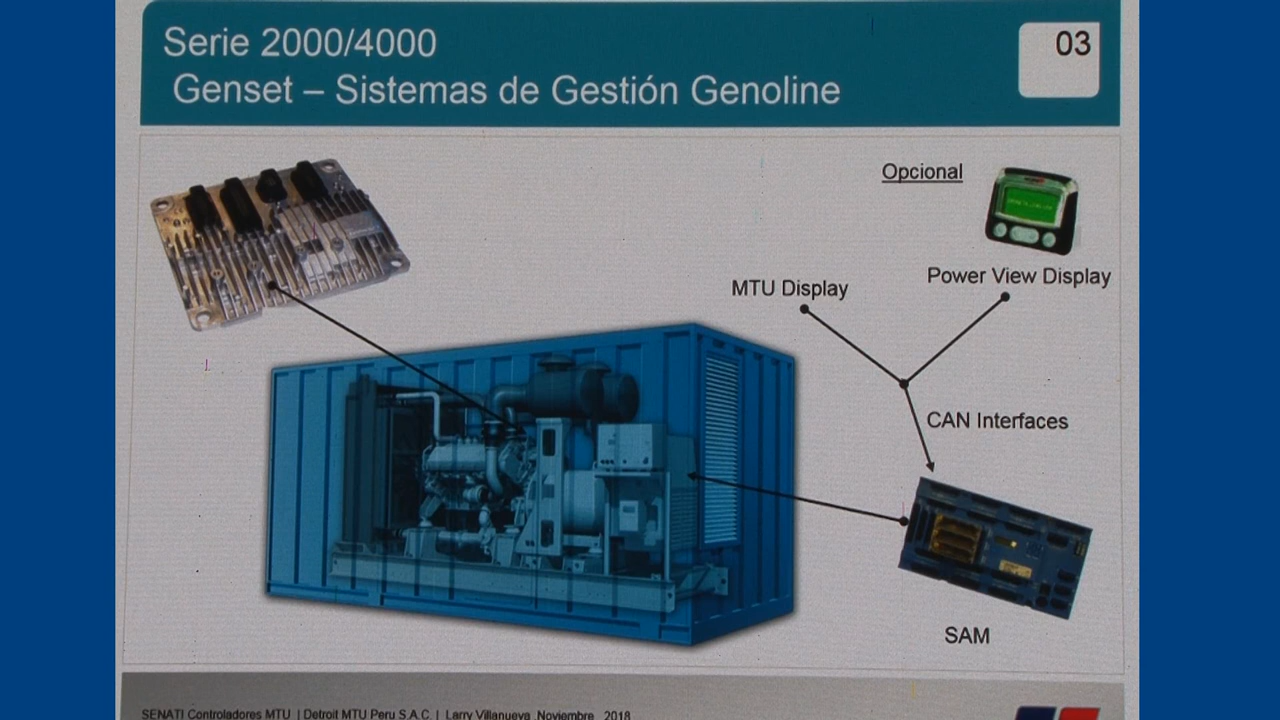 Serie 2000/4000
Genset – Sistemas de Gestión Genoline
03
Opcional
Power View Display
MTU Display
CAN Interfaces
SAM
SENATI Controladores MTU | Detroit MTU Peru S.A.C. | Larry Villanueva .Noviembre 2018